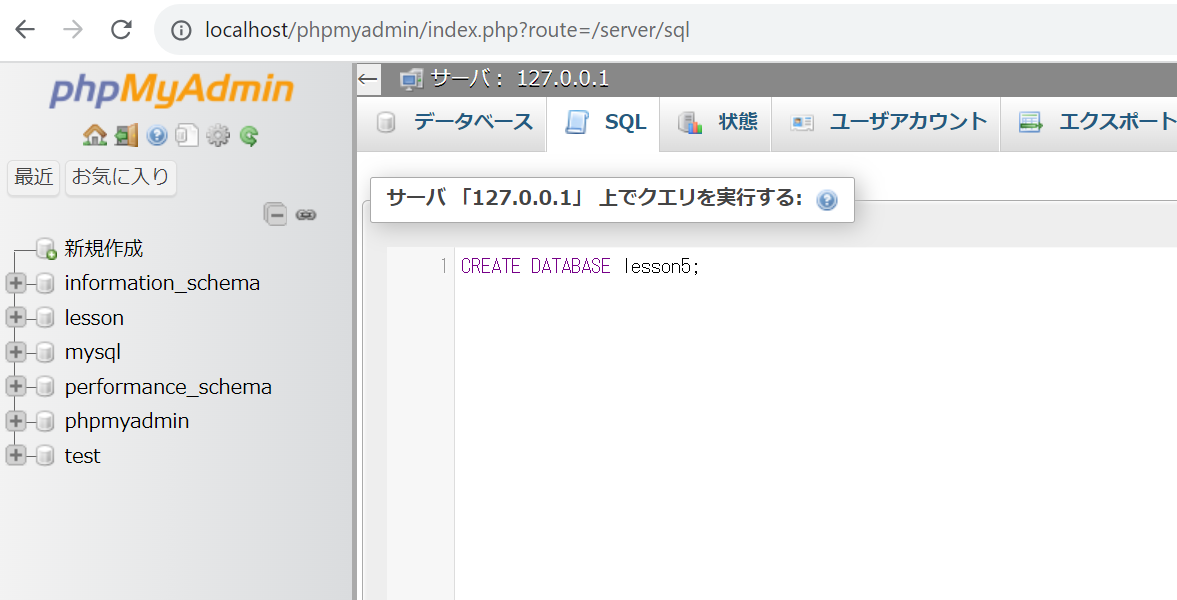 localhost/phpmyadmin/index.php?route=/server/sql
phpMyAdmin
最近 お気に入り
新規作成
information_schema
lesson
mysql
performance_schema
phpmyadmin
test
サーバ： 127.0.0.1
データベース SQL 状態 ユーザアカウント エクスポート
サーバ 「127.0.0.1」 上でクエリを実行する:
1 CREATE DATABASE lesson5;